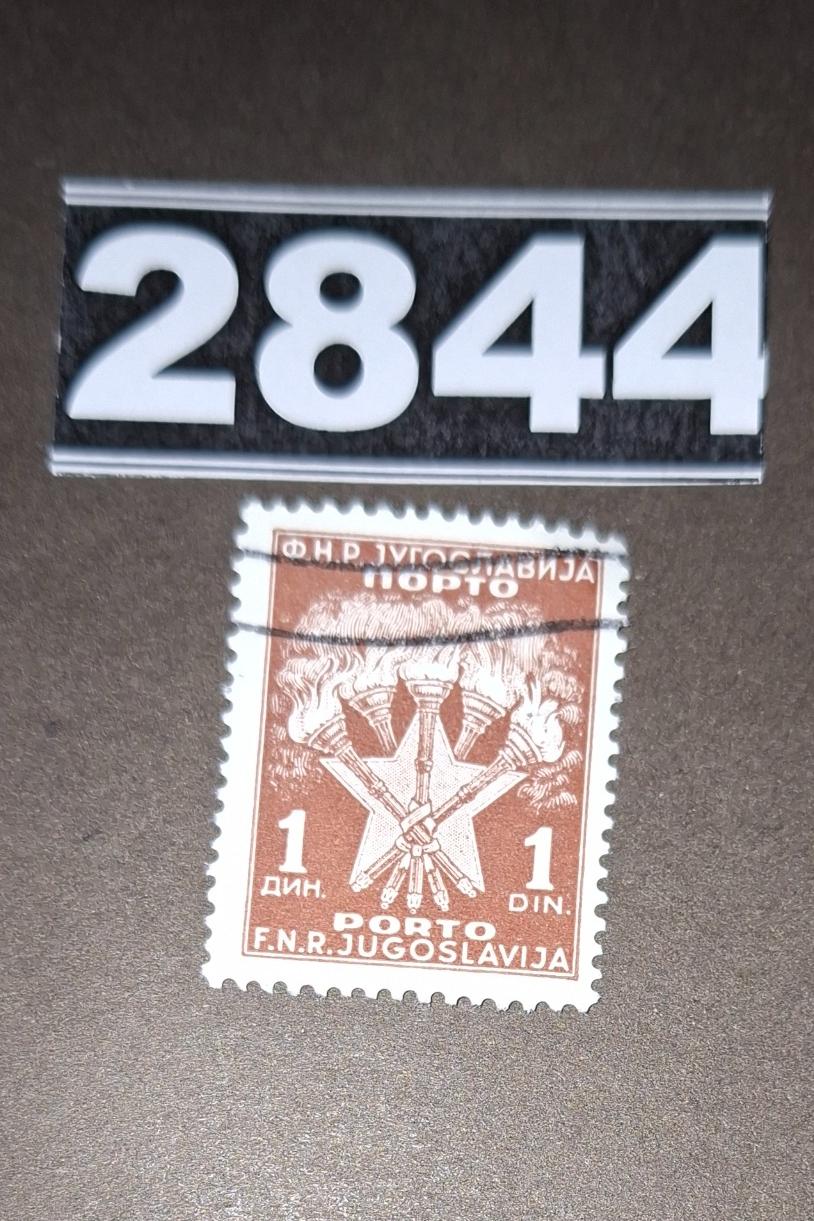 2844
Ф.Н.Р. ЈУГОСЛАВИЈА
ПОРТО
1 1
ДИН. DIN.
PORTO
F.N.R. JUGOSLAVIJA